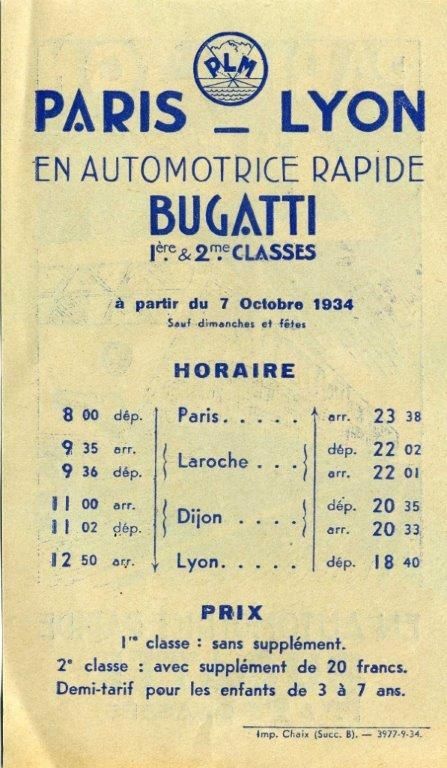 PLM
PARIS _ LYON
EN AUTOMOTRICE RAPIDE
BUGATTI
1ère & 2me CLASSES
à partir du 7 Octobre 1934
Sauf dimanches et fêtes
HORAIRE
8 00 dép. Paris. . . . . arr. 23 38
9 35 arr. dép. 22 02
Laroche . . .
9 36 dép. arr. 22 01
11 00 arr. dép. 20 35
Dijon . . . .
11 02 dép. arr. 20 33
12 50 arr. Lyon. . . . . dép. 18 40
PRIX
1re classe : sans supplément.
2e classe : avec supplément de 20 francs.
Demi-tarif pour les enfants de 3 à 7 ans.
Imp. Chaix (Succ. B). — 3977-9-34.